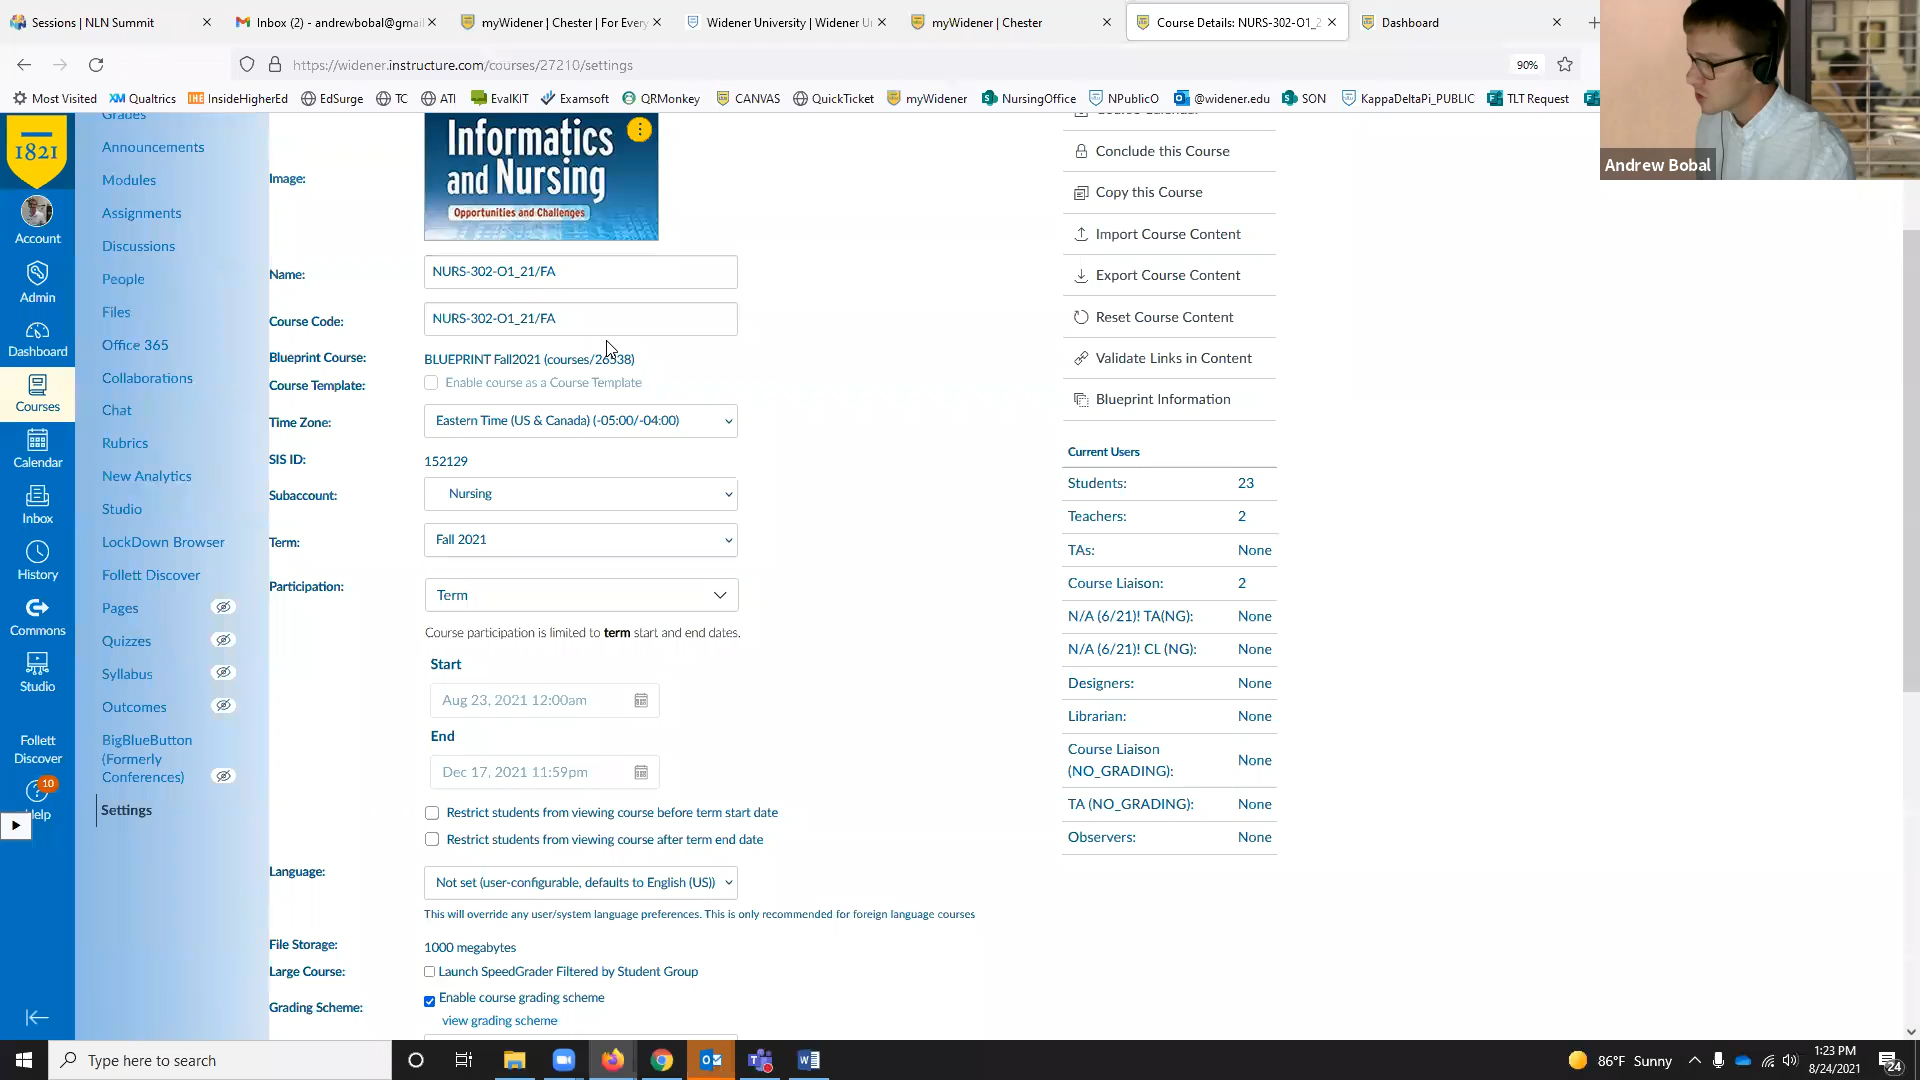 Sessions | NLN Summit
Inbox (2) - andrewbobal@gmai
myWidener | Chester | For Every
Widener University | Widener U
myWidener | Chester
Course Details: NURS-302-O1_2
Dashboard
https://widener.instructure.com/courses/27210/settings
90%
Most Visited
Qualtrics
InsideHigherEd
EdSurge
TC
ATI
EvalKIT
Examsoft
QRMonkey
CANVAS
QuickTicket
myWidener
NursingOffice
NPublicO
@widener.edu
SON
KappaDeltaPi_PUBLIC
TLT Request
Andrew Bobal
1821
Account
Admin
Dashboard
Courses
Calendar
Inbox
History
Commons
Studio
Follett
Discover
10
Help
Grades
Announcements
Modules
Assignments
Discussions
People
Files
Office 365
Collaborations
Chat
Rubrics
New Analytics
Studio
LockDown Browser
Follett Discover
Pages
Quizzes
Syllabus
Outcomes
BigBlueButton
(Formerly
Conferences)
Settings
Image:
Informatics
and Nursing
Opportunities and Challenges
Name:
NURS-302-O1_21/FA
Course Code:
NURS-302-O1_21/FA
Blueprint Course:
BLUEPRINT Fall2021 (courses/26538)
Course Template:
Enable course as a Course Template
Time Zone:
Eastern Time (US & Canada) (-05:00/-04:00)
SIS ID:
152129
Subaccount:
Nursing
Term:
Fall 2021
Participation:
Term
Course participation is limited to term start and end dates.
Start
Aug 23, 2021 12:00am
End
Dec 17, 2021 11:59pm
Restrict students from viewing course before term start date
Restrict students from viewing course after term end date
Language:
Not set (user-configurable, defaults to English (US))
This will override any user/system language preferences. This is only recommended for foreign language courses
File Storage:
1000 megabytes
Large Course:
Launch SpeedGrader Filtered by Student Group
Grading Scheme:
Enable course grading scheme
view grading scheme
Course Calendar
Conclude this Course
Copy this Course
Import Course Content
Export Course Content
Reset Course Content
Validate Links in Content
Blueprint Information
Current Users
Students: 23
Teachers: 2
TAs: None
Course Liaison: 2
N/A (6/21)! TA(NG): None
N/A (6/21)! CL (NG): None
Designers: None
Librarian: None
Course Liaison
(NO_GRADING): None
TA (NO_GRADING): None
Observers: None
Type here to search
86°F Sunny
1:23 PM
8/24/2021
24